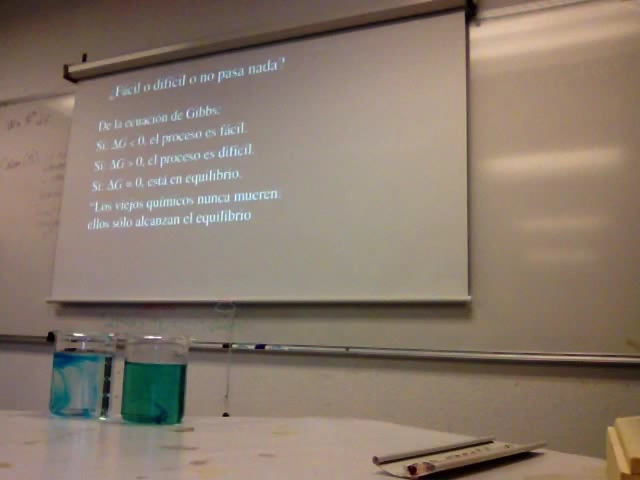 ¿Fácil o difícil o no pasa nada?
De la ecuación de Gibbs:
Si: ΔG < 0, el proceso es fácil.
Si: ΔG > 0, el proceso es difícil.
Si: ΔG = 0, está en equilibrio.
"Los viejos químicos nunca mueren:
ellos sólo alcanzan el equilibrio